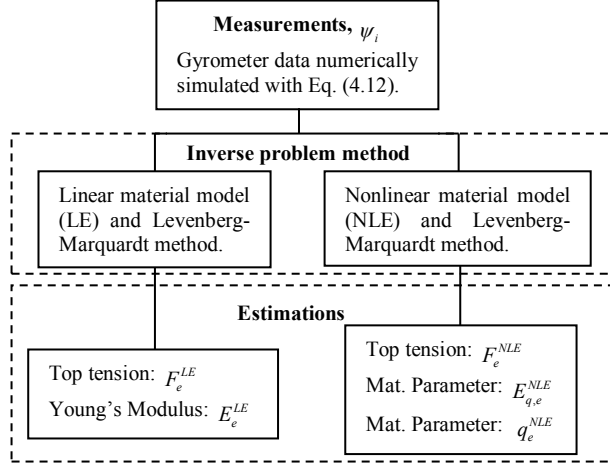 Measurements, ψ_i
Gyrometer data numerically
simulated with Eq. (4.12).
Inverse problem method
Linear material model
(LE) and Levenberg-
Marquardt method.
Nonlinear material model
(NLE) and Levenberg-
Marquardt method.
Estimations
Top tension: F_e^{LE}
Young's Modulus: E_e^{LE}
Top tension: F_e^{NLE}
Mat. Parameter: E_{q,e}^{NLE}
Mat. Parameter: q_e^{NLE}